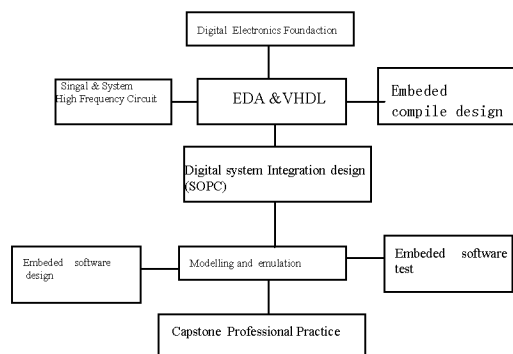 Digital Electronics Foundaction
Singal & System
High Frequency Circuit
EDA &VHDL
Embeded
compile design
Digital system Integration design
(SOPC)
Embeded software
design
Modelling and emulation
Embeded software
test
Capstone Professional Practice